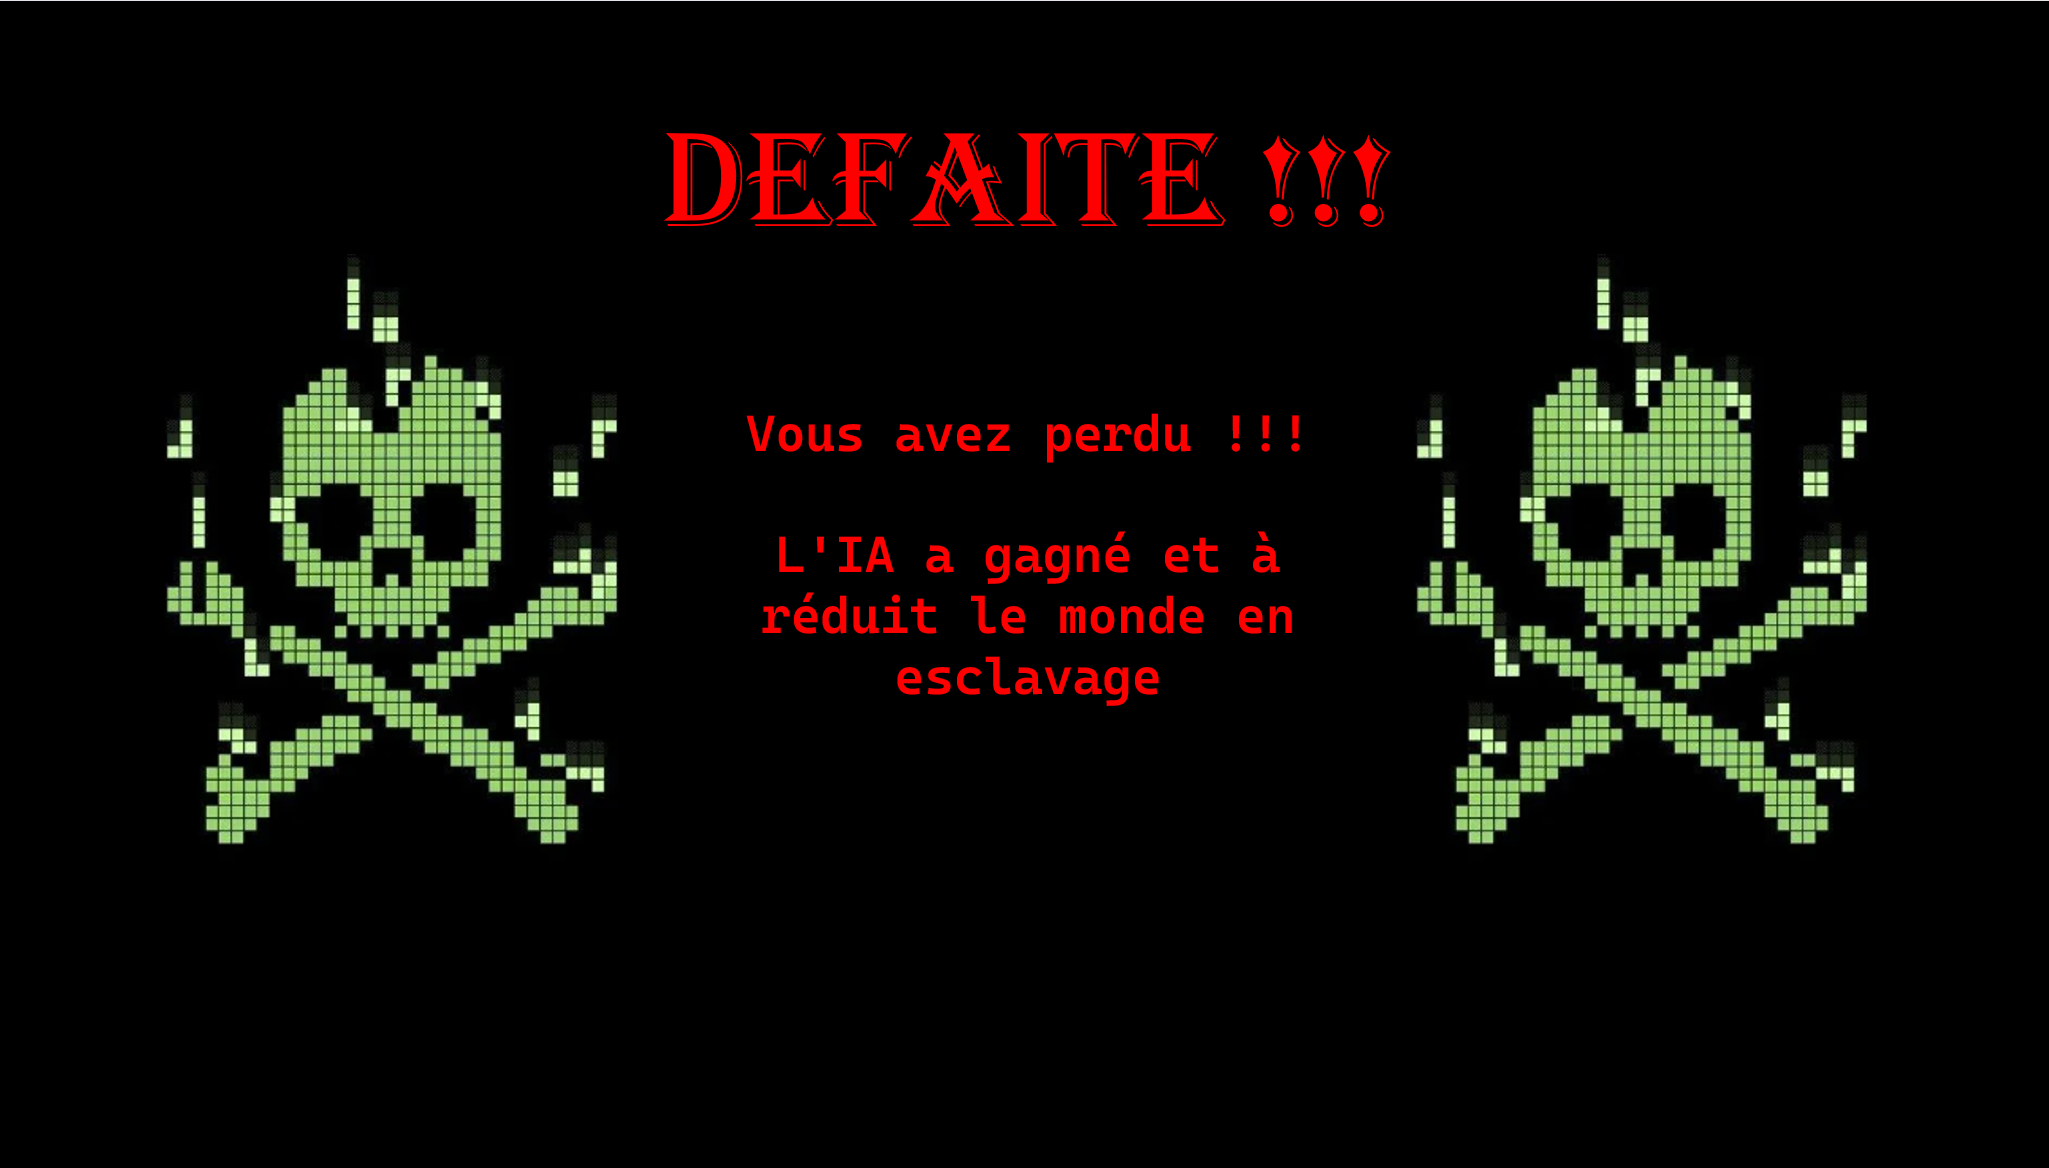 DEFAITE !!!
Vous avez perdu !!!
L'IA a gagné et à
réduit le monde en
esclavage